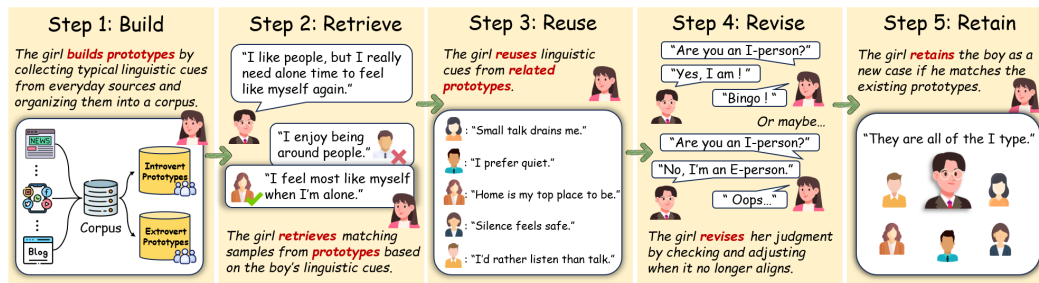 Step 1: Build
The girl builds prototypes by
collecting typical linguistic cues
from everyday sources and
organizing them into a corpus.
NEWS
Blog
Corpus
Introvert
Prototypes
Extrovert
Prototypes
Step 2: Retrieve
“I like people, but I really
need alone time to feel
like myself again.”
“I enjoy being
around people.”
“I feel most like myself
when I’m alone.”
The girl retrieves matching
samples from prototypes based
on the boy’s linguistic cues.
Step 3: Reuse
The girl reuses linguistic
cues from related
prototypes.
: “Small talk drains me.”
: “I prefer quiet.”
: “Home is my top place to be.”
: “Silence feels safe.”
: “I’d rather listen than talk.”
Step 4: Revise
“Are you an I-person?”
“Yes, I am ! ”
“Bingo ! ”
Or maybe…
“Are you an I-person?”
“No, I’m an E-person.”
“ Oops…“
The girl revises her judgment
by checking and adjusting
when it no longer aligns.
Step 5: Retain
The girl retains the boy as a
new case if he matches the
existing prototypes.
“They are all of the I type.”